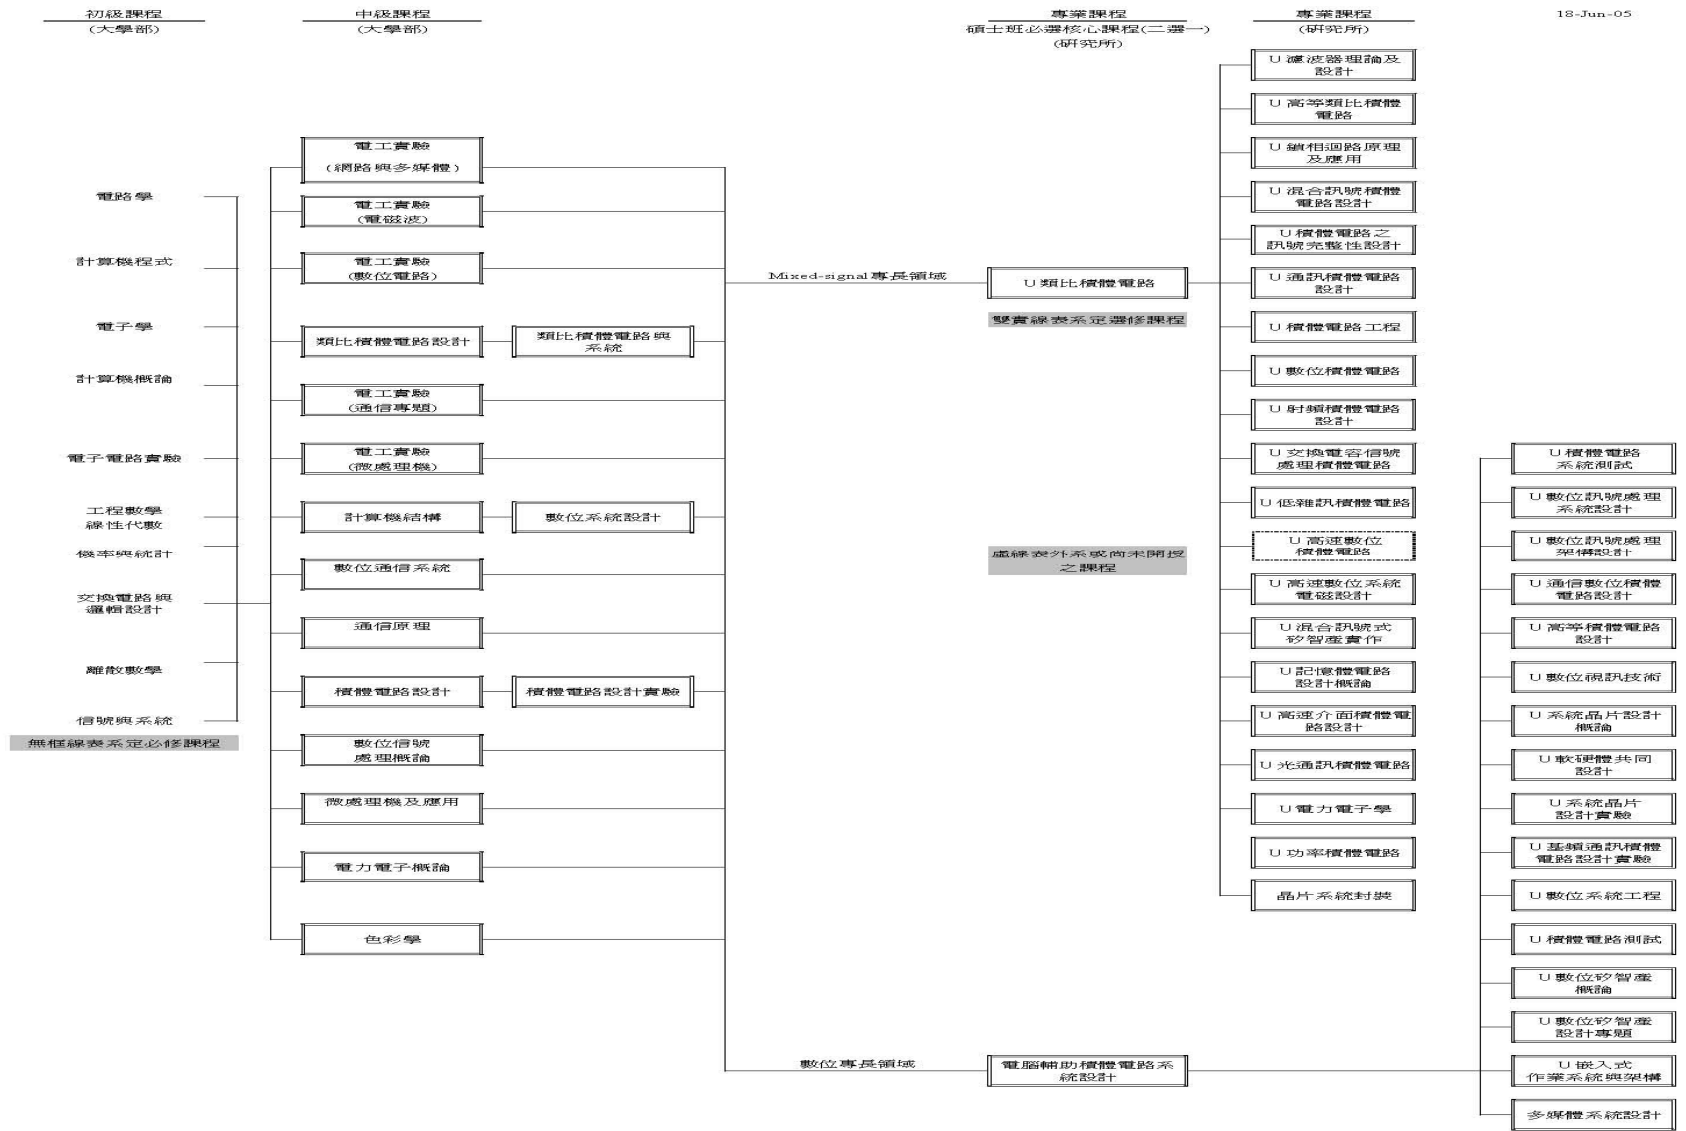 初級課程
(大學部)
中級課程
(大學部)
專業課程
碩士班必選核心課程(二選一)
(研究所)
專業課程
(研究所)
18-Jun-05
電路學
計算機程式
電子學
計算機概論
電子電路實驗
工程數學
線性代數
機率與統計
交換電路與
邏輯設計
離散數學
信號與系統
無框線表系定必修課程
電工實驗
(網路與多媒體)
電工實驗
(電磁波)
電工實驗
(數位電路)
類比積體電路設計
類比積體電路與
系統
電工實驗
(通信專題)
電工實驗
(微處理機)
計算機結構
數位系統設計
數位通信系統
通信原理
積體電路設計
積體電路設計實驗
數位信號
處理概論
微處理機及應用
電力電子概論
色彩學
Mixed-signal專長領域
U 類比積體電路
雙實線表系定選修課程
虛線表外系或尚未開授
之課程
數位專長領域
電腦輔助積體電路系
統設計
U 濾波器理論及
設計
U 高等類比積體
電路
U 鎖相迴路原理
及應用
U 混合訊號積體
電路設計
U 積體電路之
訊號完整性設計
U 通訊積體電路
設計
U 積體電路工程
U 數位積體電路
U 射頻積體電路
設計
U 交換電容信號
處理積體電路
U 低雜訊積體電路
U 高速數位
積體電路
U 高速數位系統
電磁設計
U 混合訊號式
矽智產實作
U 記憶體電路
設計概論
U 高速介面積體電
路設計
U 光通訊積體電路
U 電力電子學
U 功率積體電路
晶片系統封裝
U 積體電路
系統測試
U 數位訊號處理
系統設計
U 數位訊號處理
架構設計
U 通信數位積體
電路設計
U 高等積體電路
設計
U 數位視訊技術
U 系統晶片設計
概論
U 軟硬體共同
設計
U 系統晶片
設計實驗
U 基頻通訊積體
電路設計實驗
U 數位系統工程
U 積體電路測試
U 數位矽智產
概論
U 數位矽智產
設計專題
U 嵌入式
作業系統與架構
多媒體系統設計